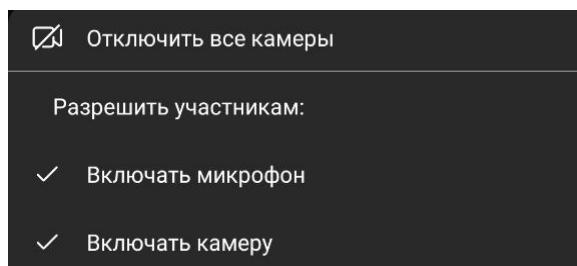 Отключить все камеры
Разрешить участникам:
Включать микрофон
Включать камеру